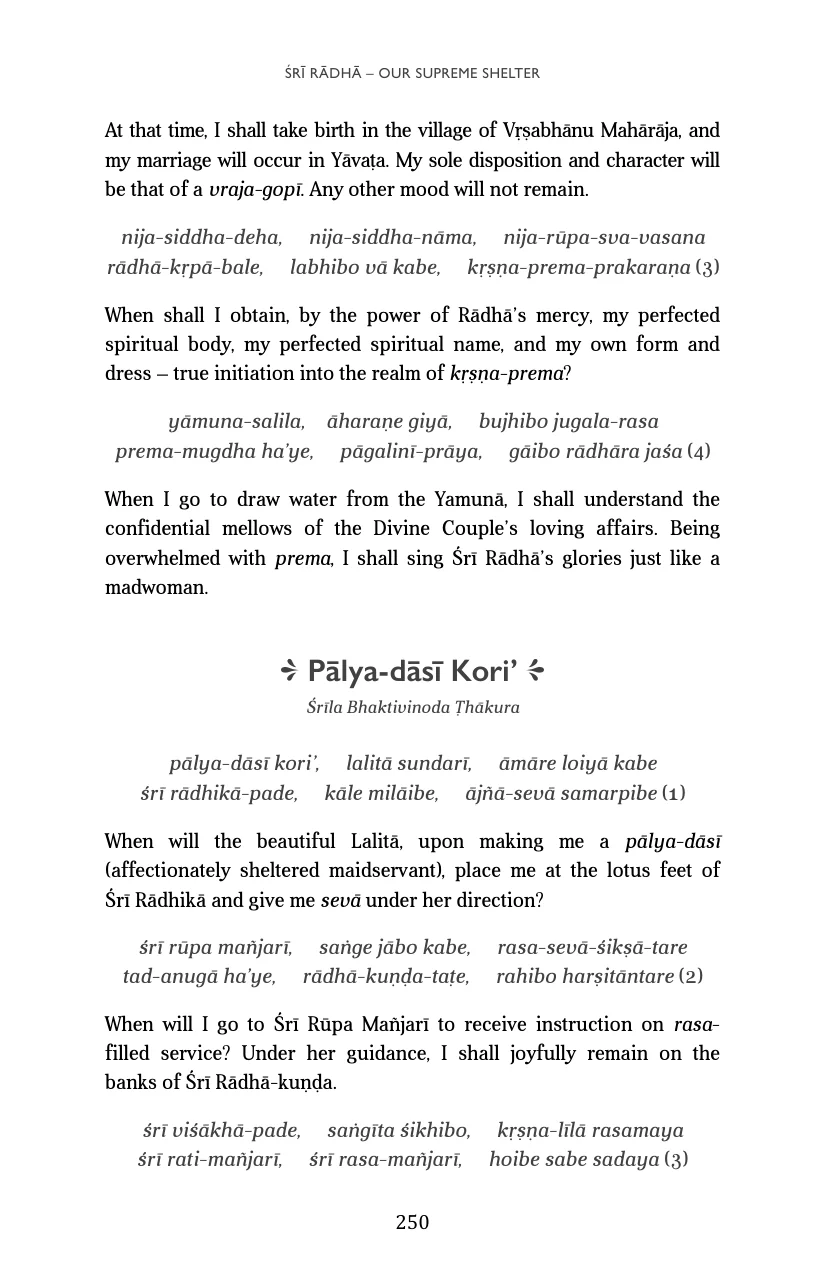 ŚRĪ RĀDHĀ – OUR SUPREME SHELTER
At that time, I shall take birth in the village of Vṛṣabhānu Mahārāja, and
my marriage will occur in Yāvaṭa. My sole disposition and character will
be that of a vraja-gopī. Any other mood will not remain.
nija-siddha-deha, nija-siddha-nāma, nija-rūpa-sva-vasana
rādhā-kṛpā-bale, labhibo vā kabe, kṛṣṇa-prema-prakaraṇa (3)
When shall I obtain, by the power of Rādhā’s mercy, my perfected
spiritual body, my perfected spiritual name, and my own form and
dress – true initiation into the realm of kṛṣṇa-prema?
yāmuna-salila, āharaṇe giyā, bujhibo jugala-rasa
prema-mugdha ha’ye, pāgalinī-prāya, gāibo rādhāra jaśa (4)
When I go to draw water from the Yamunā, I shall understand the
confidential mellows of the Divine Couple’s loving affairs. Being
overwhelmed with prema, I shall sing Śrī Rādhā’s glories just like a
madwoman.
Pālya-dāsī Kori’
Śrīla Bhaktivinoda Ṭhākura
pālya-dāsī kori’, lalitā sundarī, āmāre loiyā kabe
śrī rādhikā-pade, kāle milāibe, ājñā-sevā samarpibe (1)
When will the beautiful Lalitā, upon making me a pālya-dāsī
(affectionately sheltered maidservant), place me at the lotus feet of
Śrī Rādhikā and give me sevā under her direction?
śrī rūpa mañjarī, saṅge jābo kabe, rasa-sevā-śikṣā-tare
tad-anugā ha’ye, rādhā-kuṇḍa-taṭe, rahibo harṣitāntare (2)
When will I go to Śrī Rūpa Mañjarī to receive instruction on rasa-
filled service? Under her guidance, I shall joyfully remain on the
banks of Śrī Rādhā-kuṇḍa.
śrī viśākhā-pade, saṅgīta śikhibo, kṛṣṇa-līlā rasamaya
śrī rati-mañjarī, śrī rasa-mañjarī, hoibe sabe sadaya (3)
250